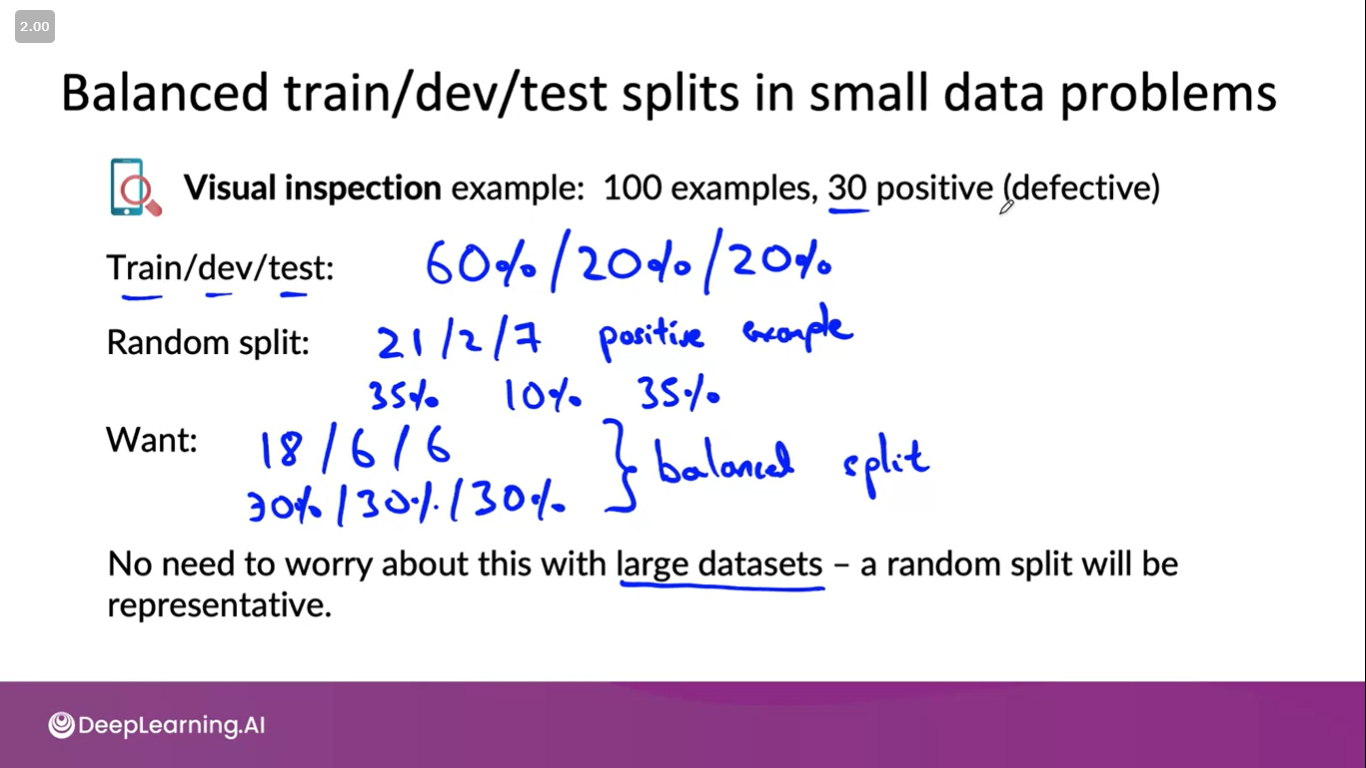 2.00
Balanced train/dev/test splits in small data problems
Visual inspection example: 100 examples, 30 positive (defective)
Train/dev/test: 60%/20%/20%
Random split: 21/2/7 positive example
35% 10% 35%
Want: 18/6/6
30%/30%/30% } balanced split
No need to worry about this with large datasets – a random split will be
representative.
DeepLearning.AI